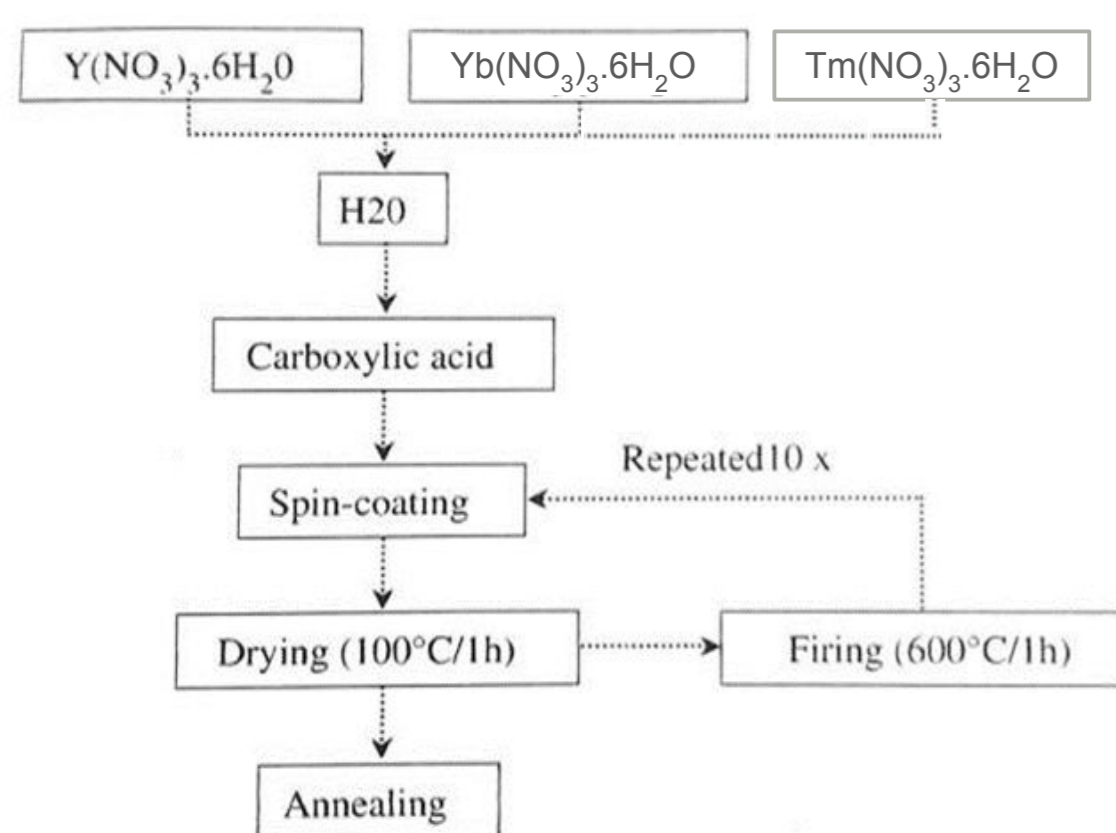 Y(NO₃)₃.6H₂0
Yb(NO₃)₃.6H₂O
Tm(NO₃)₃.6H₂O
H20
Carboxylic acid
Repeated10 x
Spin-coating
Drying (100°C/1h)
Firing (600°C/1h)
Annealing